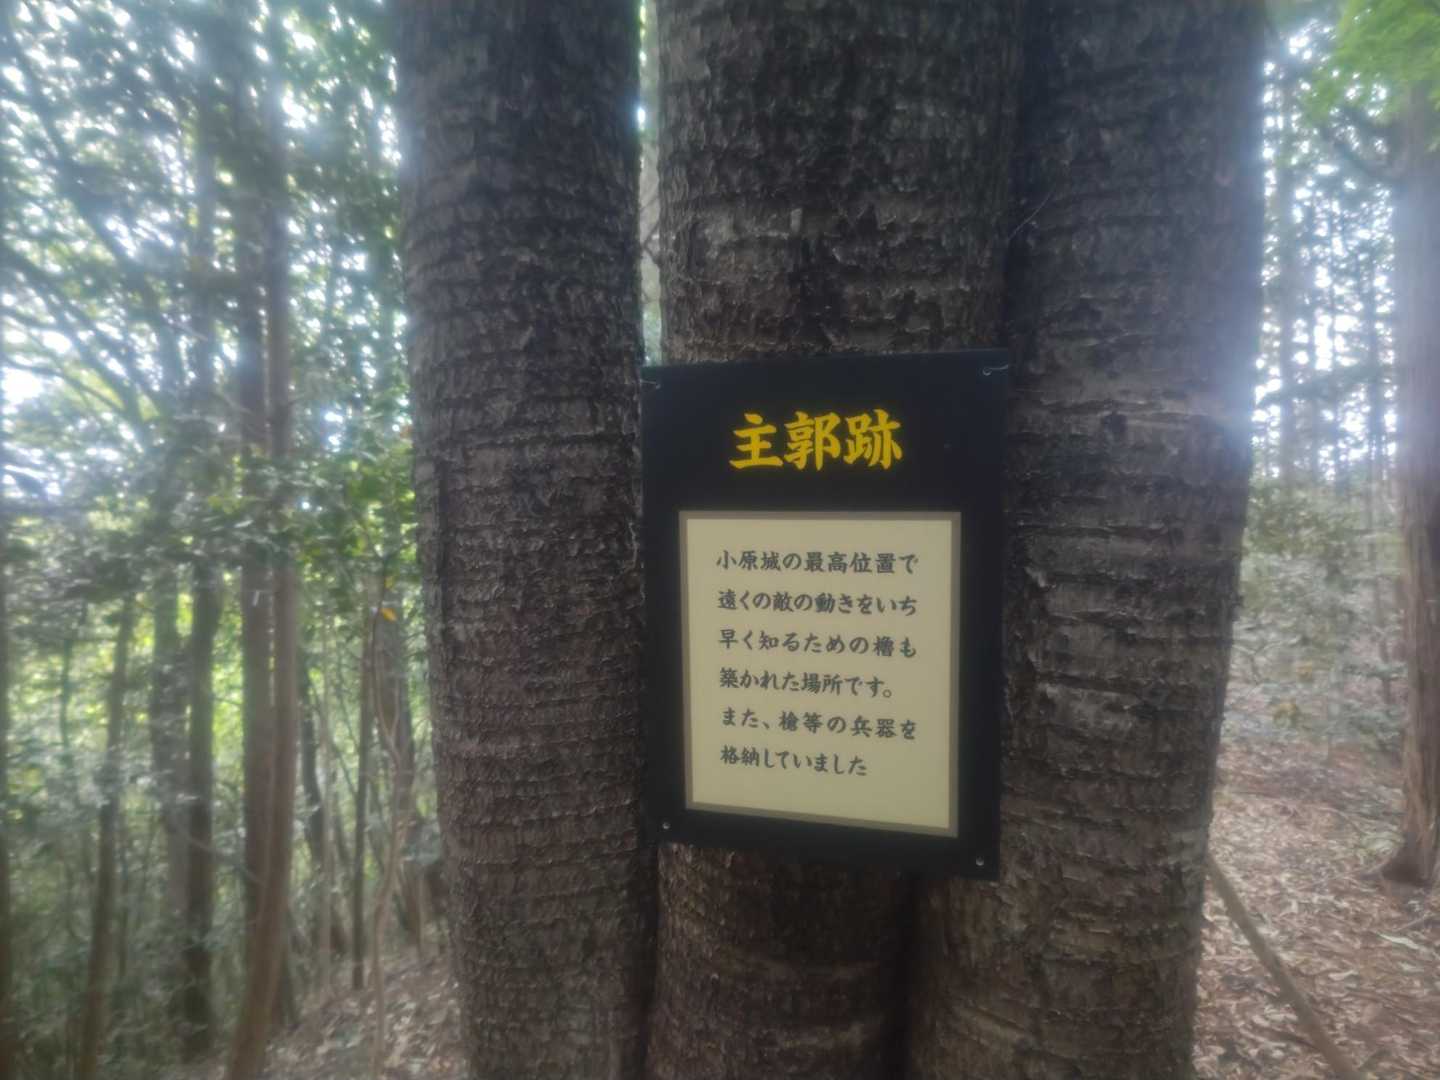 主郭跡
小原城の最高位置で
遠くの敵の動きをいち
早く知るための櫓も
築かれた場所です。
また、槍等の兵器を
格納していました